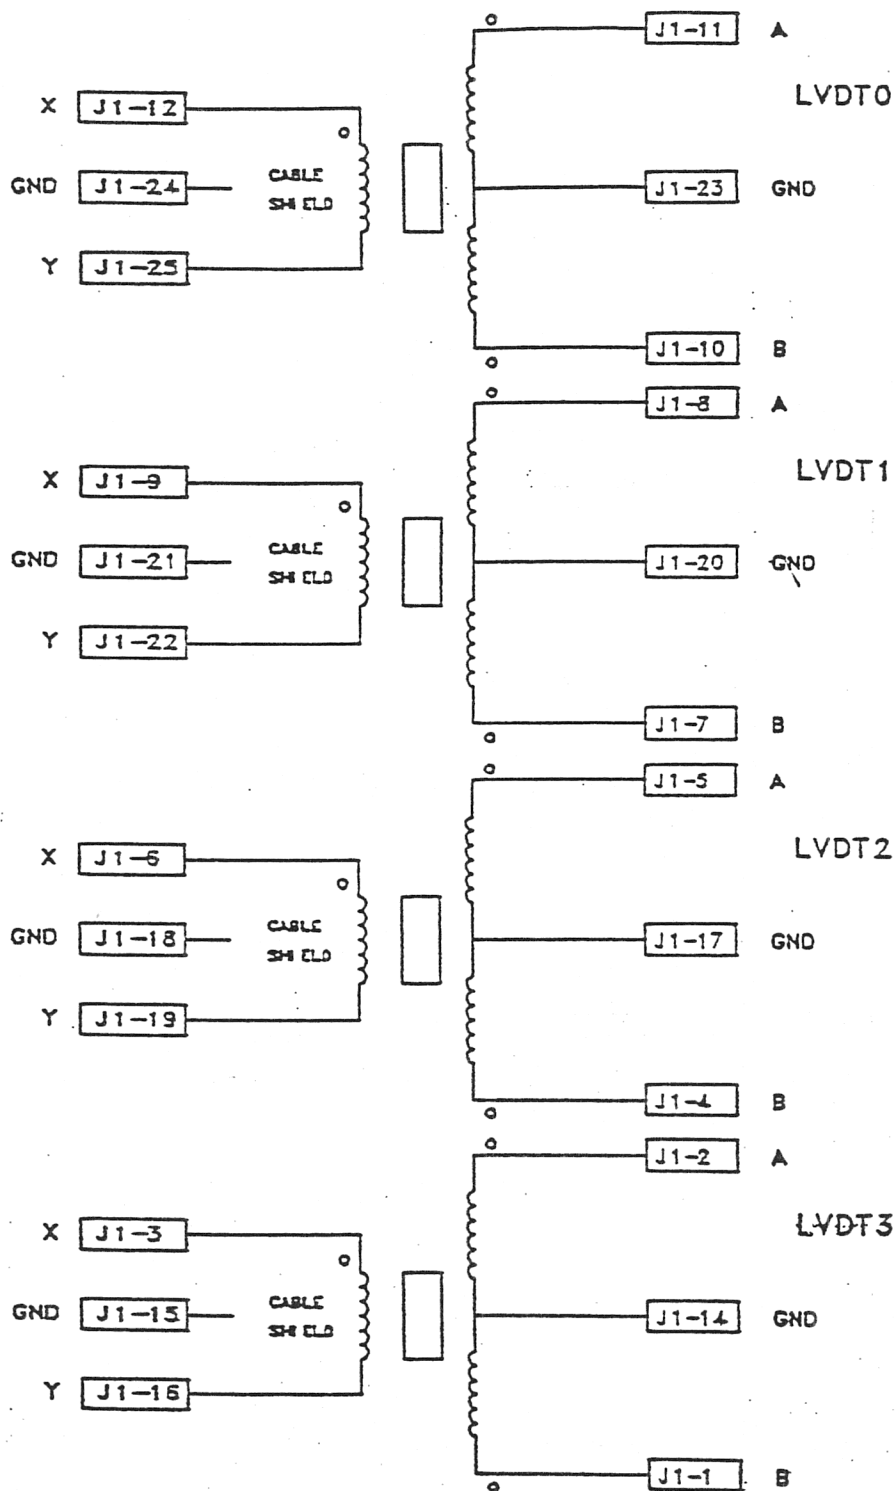 J1-11 A
LVDT0
X J1-12
GND J1-24 CABLE SHIELD J1-23 GND
Y J1-25
J1-10 B
J1-8 A
LVDT1
X J1-9
GND J1-21 CABLE SHIELD J1-20 GND
Y J1-22
J1-7 B
J1-5 A
LVDT2
X J1-6
GND J1-18 CABLE SHIELD J1-17 GND
Y J1-19
J1-4 B
J1-2 A
LVDT3
X J1-3
GND J1-15 CABLE SHIELD J1-14 GND
Y J1-16
J1-1 B